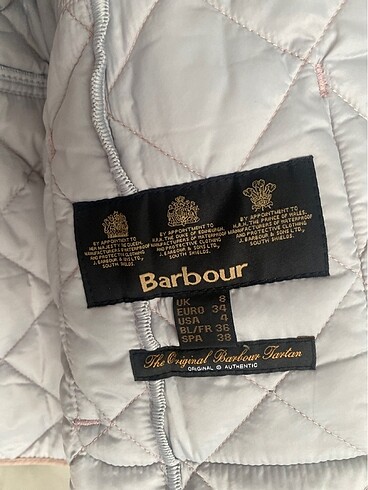 BY APPOINTMENT TO
HER MAJESTY THE QUEEN,
MANUFACTURERS WATERPROOF
AND PROTECTIVE CLOTHING
J. BARBOUR & SONS LTD.,
SOUTH SHIELDS.
BY APPOINTMENT TO
H.R.H. THE DUKE OF EDINBURGH,
MANUFACTURERS OF WATERPROOF
AND PROTECTIVE CLOTHING
J. BARBOUR & SONS LTD.,
SOUTH SHIELDS.
BY APPOINTMENT TO
H.R.H. THE PRINCE OF WALES,
MANUFACTURERS OF WATERPROOF
AND PROTECTIVE CLOTHING
J. BARBOUR & SONS LTD.,
SOUTH SHIELDS.
Barbour
UK 8
EURO 34
USA 4
BL/FR 36
SPA 38
The Original Barbour Tartan
ORIGINAL & AUTHENTIC